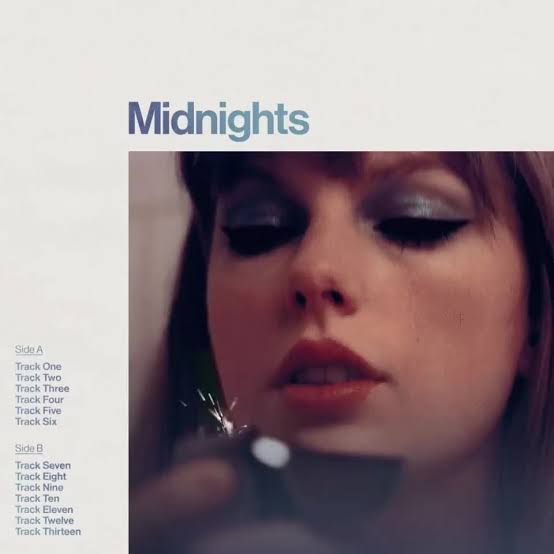 Midnights
Side A
Track One
Track Two
Track Three
Track Four
Track Five
Track Six
Side B
Track Seven
Track Eight
Track Nine
Track Ten
Track Eleven
Track Twelve
Track Thirteen